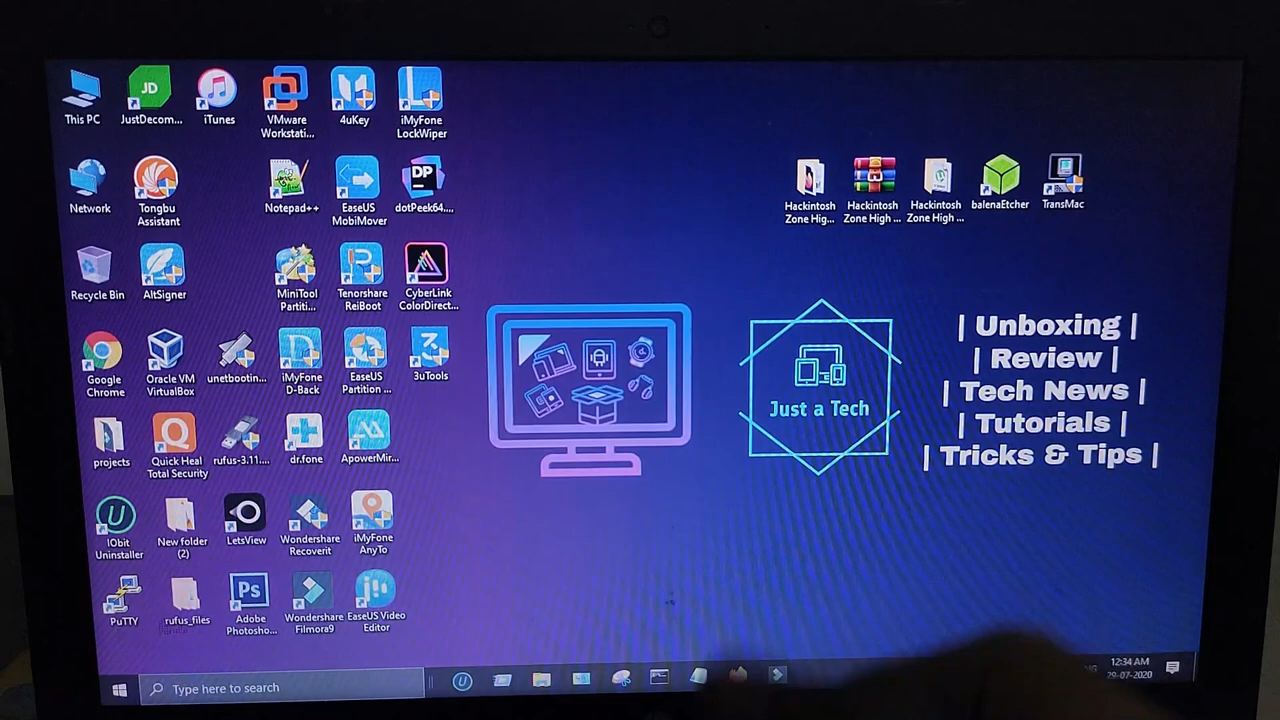 This PC
JD
JustDecom...
iTunes
VMware
Workstati...
4uKey
iMyFone
LockWiper
Network
Tongbu
Assistant
Notepad++
EaseUS
MobiMover
DP
dotPeek64....
Recycle Bin
AltSigner
MiniTool
Partiti...
Tenorshare
ReiBoot
CyberLink
ColorDirect...
Google
Chrome
Oracle VM
VirtualBox
unetbootin...
iMyFone
D-Back
EaseUS
Partition ...
3uTools
projects
Quick Heal
Total Security
rufus-3.11....
dr.fone
ApowerMir...
IObit
Uninstaller
New folder
(2)
LetsView
Wondershare
Recoverit
iMyFone
AnyTo
PuTTY
rufus_files
Ps
Adobe
Photosho...
Wondershare
Filmora9
EaseUS Video
Editor
Hackintosh
Zone Hig...
Hackintosh
Zone High ...
Hackintosh
Zone High ...
balenaEtcher
TransMac
Just a Tech
| Unboxing |
| Review |
| Tech News |
| Tutorials |
| Tricks & Tips |
Type here to search
12:34 AM
29-07-2020